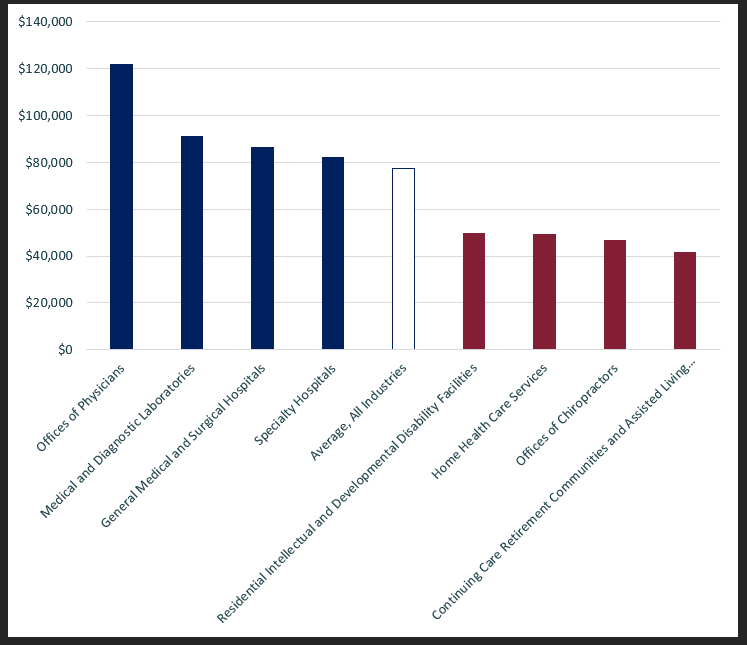 $140,000
$120,000
$100,000
$80,000
$60,000
$40,000
$20,000
$0
Offices of Physicians
Medical and Diagnostic Laboratories
General Medical and Surgical Hospitals
Specialty Hospitals
Average, All Industries
Residential Intellectual and Developmental Disability Facilities
Home Health Care Services
Offices of Chiropractors
Continuing Care Retirement Communities and Assisted Living...